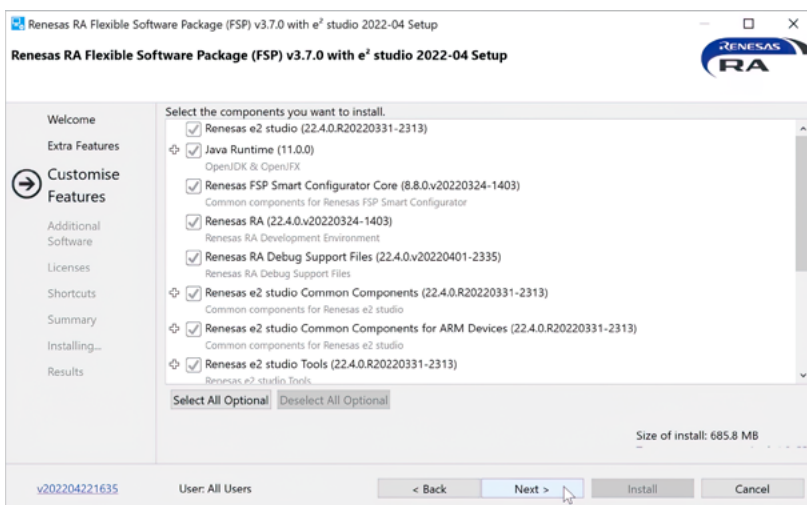 Renesas RA Flexible Software Package (FSP) v3.7.0 with e² studio 2022-04 Setup
Renesas RA Flexible Software Package (FSP) v3.7.0 with e² studio 2022-04 Setup
RENESAS
RA
Welcome
Extra Features
Customise
Features
Additional
Software
Licenses
Shortcuts
Summary
Installing...
Results
Select the components you want to install.
Renesas e2 studio (22.4.0.R20220331-2313)
Java Runtime (11.0.0)
OpenJDK & OpenJFX
Renesas FSP Smart Configurator Core (8.8.0.v20220324-1403)
Common components for Renesas FSP Smart Configurator
Renesas RA (22.4.0.v20220324-1403)
Renesas RA Development Environment
Renesas RA Debug Support Files (22.4.0.v20220401-2335)
Renesas RA Debug Support Files
Renesas e2 studio Common Components (22.4.0.R20220331-2313)
Common components for Renesas e2 studio
Renesas e2 studio Common Components for ARM Devices (22.4.0.R20220331-2313)
Common components for Renesas e2 studio
Renesas e2 studio Tools (22.4.0.R20220331-2313)
Renesas e2 studio Tools
Select All Optional Deselect All Optional
Size of install: 685.8 MB
v202204221635 User: All Users < Back Next > Install Cancel